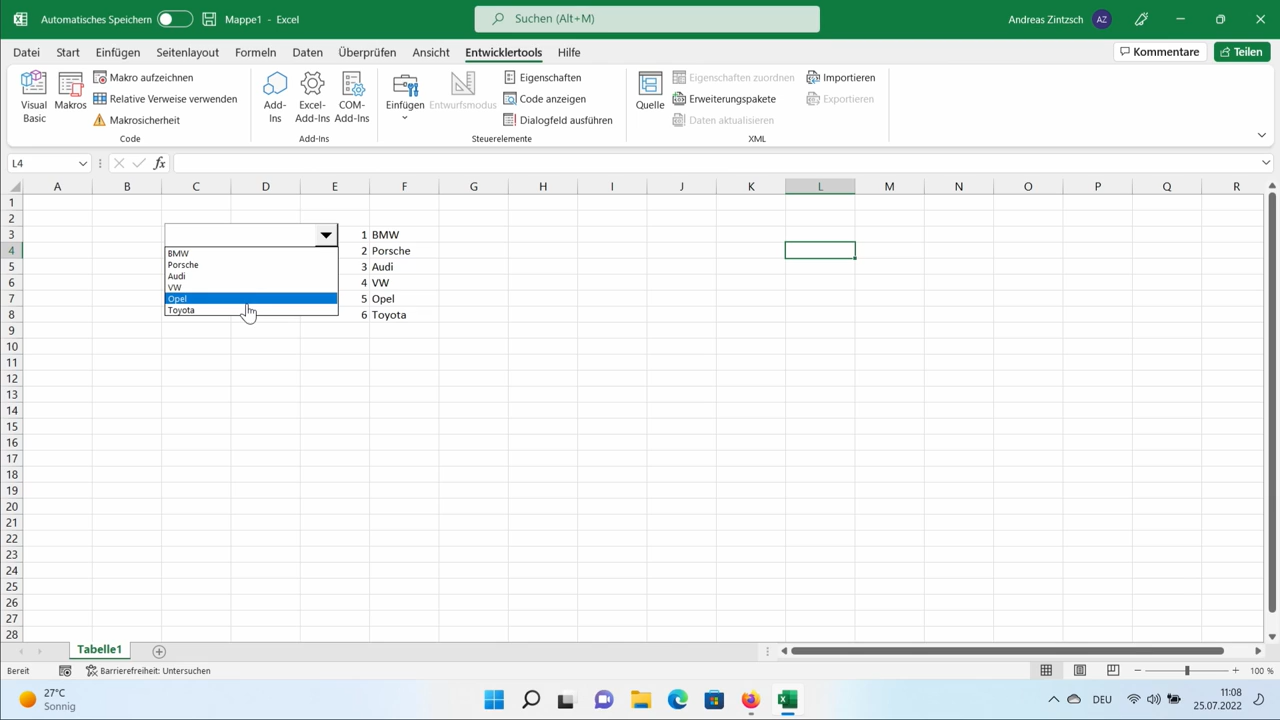 Automatisches Speichern Mappe1 - Excel Suchen (Alt+M) Andreas Zintzsch AZ
Datei Start Einfügen Seitenlayout Formeln Daten Überprüfen Ansicht Entwicklertools Hilfe Kommentare Teilen
Visual Basic
Makros
Makro aufzeichnen
Relative Verweise verwenden
Makrosicherheit
Code
Add-Ins
Excel-Add-Ins
COM-Add-Ins
Add-Ins
Einfügen
Entwurfsmodus
Eigenschaften
Code anzeigen
Dialogfeld ausführen
Steuerelemente
Quelle
Eigenschaften zuordnen
Erweiterungspakete
Daten aktualisieren
Importieren
Exportieren
XML
L4 fx
A B C D E F G H I J K L M N O P Q R
1
2
3 1 BMW
4 2 Porsche
5 3 Audi
6 4 VW
7 5 Opel
8 6 Toyota
BMW
Porsche
Audi
VW
Opel
Toyota
9
10
11
12
13
14
15
16
17
18
19
20
21
22
23
24
25
26
27
28
Tabelle1
Bereit Barrierefreiheit: Untersuchen 100 %
27°C
Sonnig
DEU
11:08
25.07.2022